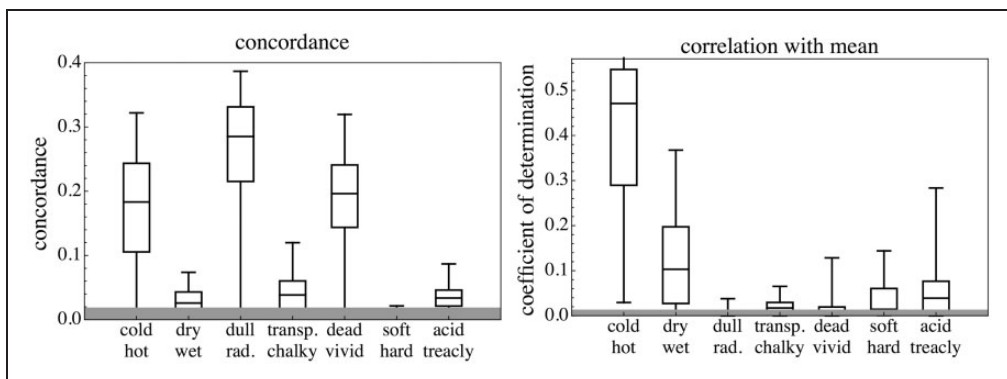 concordance
concordance
0.4
0.3
0.2
0.1
0.0
cold dry dull transp. dead soft acid
hot wet rad. chalky vivid hard treacly
correlation with mean
coefficient of determination
0.5
0.4
0.3
0.2
0.1
0.0
cold dry dull transp. dead soft acid
hot wet rad. chalky vivid hard treacly